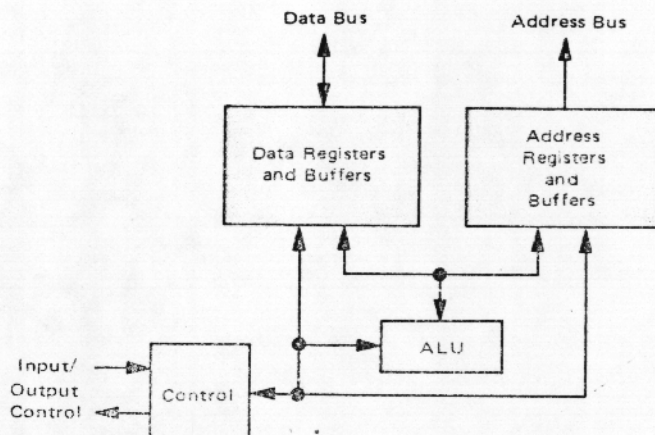 Data Bus
Address Bus
Data Registers
and Buffers
Address
Registers
and
Buffers
ALU
Input/
Output
Control
Control